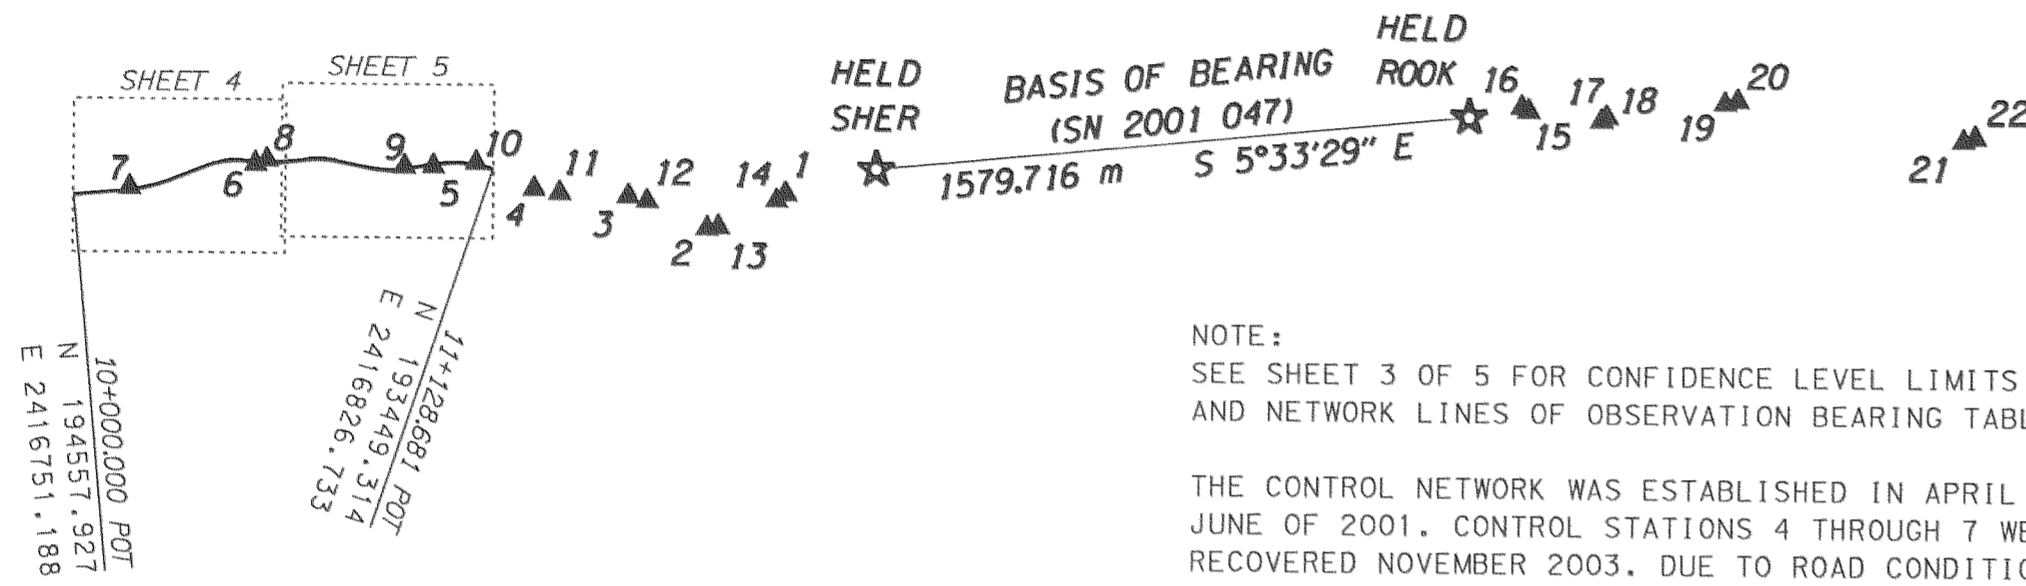 SHEET 4
SHEET 5
HELD
SHER
BASIS OF BEARING
(SN 2001 047)
1579.716 m
S 5°33'29" E
HELD
ROOK
7
6
8
9
5
10
4
11
3
12
2
13
14
1
16
15
17
18
19
20
21
22
10+000.000 POT
N 194557.927
E 2416751.188
11+128.681 POT
N 193449.314
E 2416826.733
NOTE:
SEE SHEET 3 OF 5 FOR CONFIDENCE LEVEL LIMITS
AND NETWORK LINES OF OBSERVATION BEARING TABL
THE CONTROL NETWORK WAS ESTABLISHED IN APRIL
JUNE OF 2001. CONTROL STATIONS 4 THROUGH 7 WE
RECOVERED NOVEMBER 2003. DUE TO ROAD CONDITIO